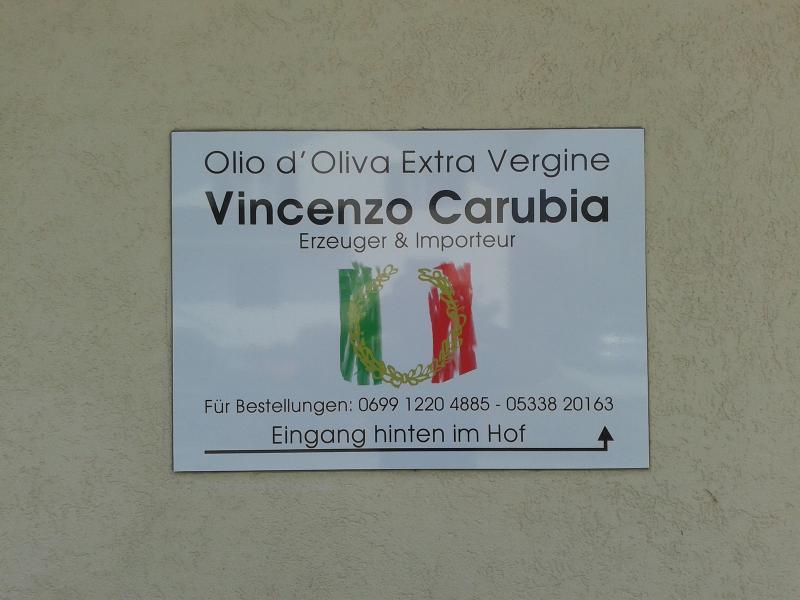 Olio d'Oliva Extra Vergine
Vincenzo Carubia
Erzeuger & Importeur
Für Bestellungen: 0699 1220 4885 - 05338 20163
Eingang hinten im Hof